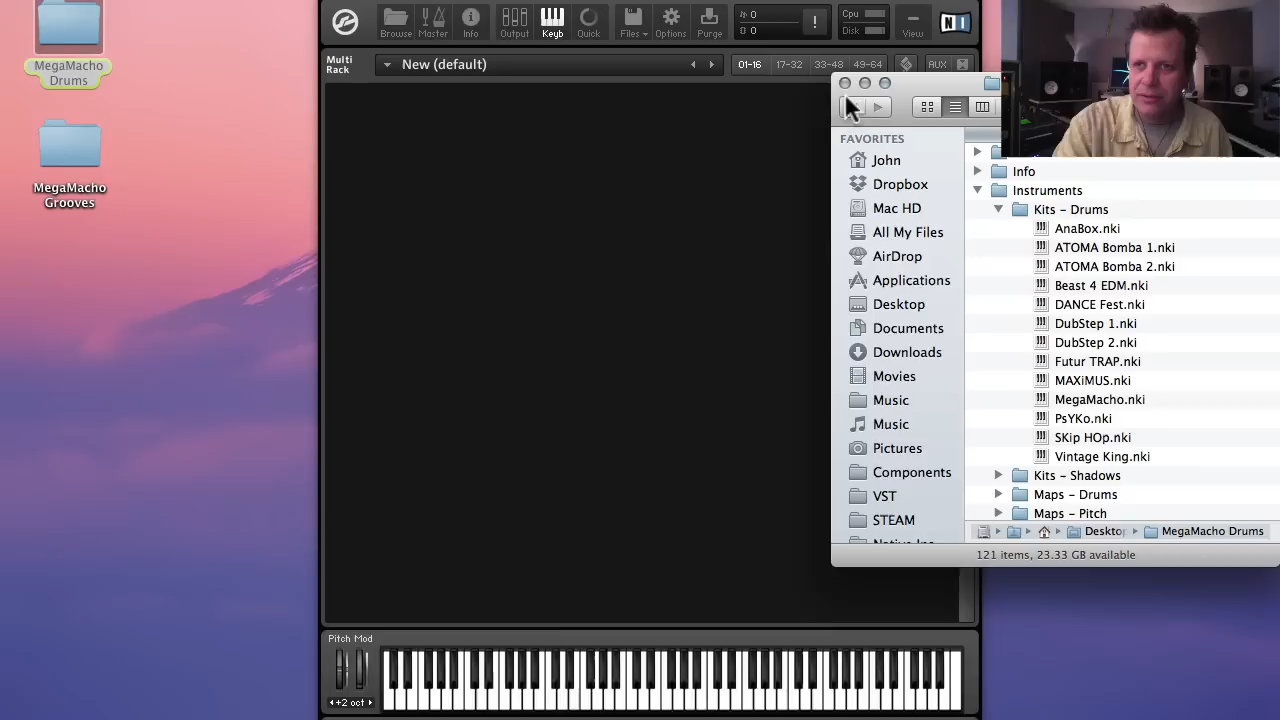 MegaMacho
Drums
MegaMacho
Grooves
Browse
Master
Info
Output
Keyb
Quick
Files
Options
Purge
0
0
!
Cpu
Disk
View
NI
Multi
Rack
New (default)
01-16
17-32
33-48
49-64
AUX
FAVORITES
John
Dropbox
Mac HD
All My Files
AirDrop
Applications
Desktop
Documents
Downloads
Movies
Music
Music
Pictures
Components
VST
STEAM
Info
Instruments
Kits – Drums
AnaBox.nki
ATOMA Bomba 1.nki
ATOMA Bomba 2.nki
Beast 4 EDM.nki
DANCE Fest.nki
DubStep 1.nki
DubStep 2.nki
Futur TRAP.nki
MAXiMUS.nki
MegaMacho.nki
PsYKo.nki
SKip HOp.nki
Vintage King.nki
Kits – Shadows
Maps – Drums
Maps – Pitch
MegaMacho Drums
121 items, 23.33 GB available
Pitch Mod
+2 oct